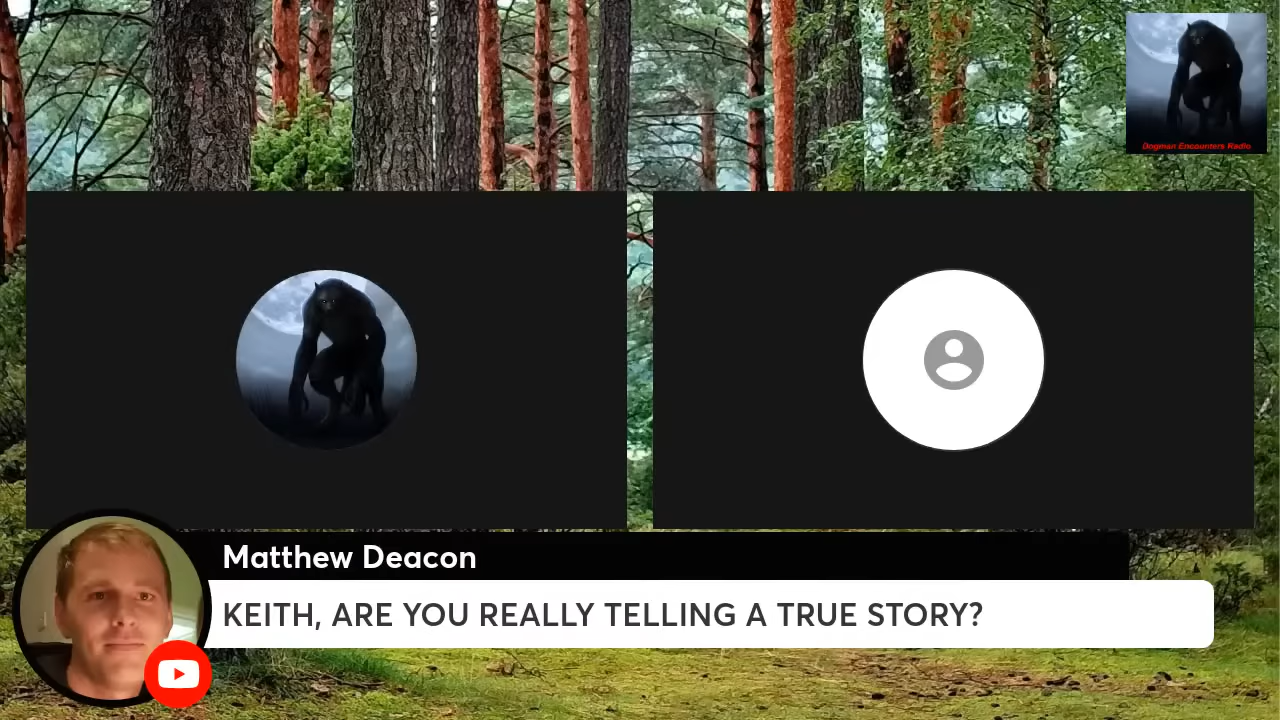 Dogman Encounters Radio
Matthew Deacon
KEITH, ARE YOU REALLY TELLING A TRUE STORY?